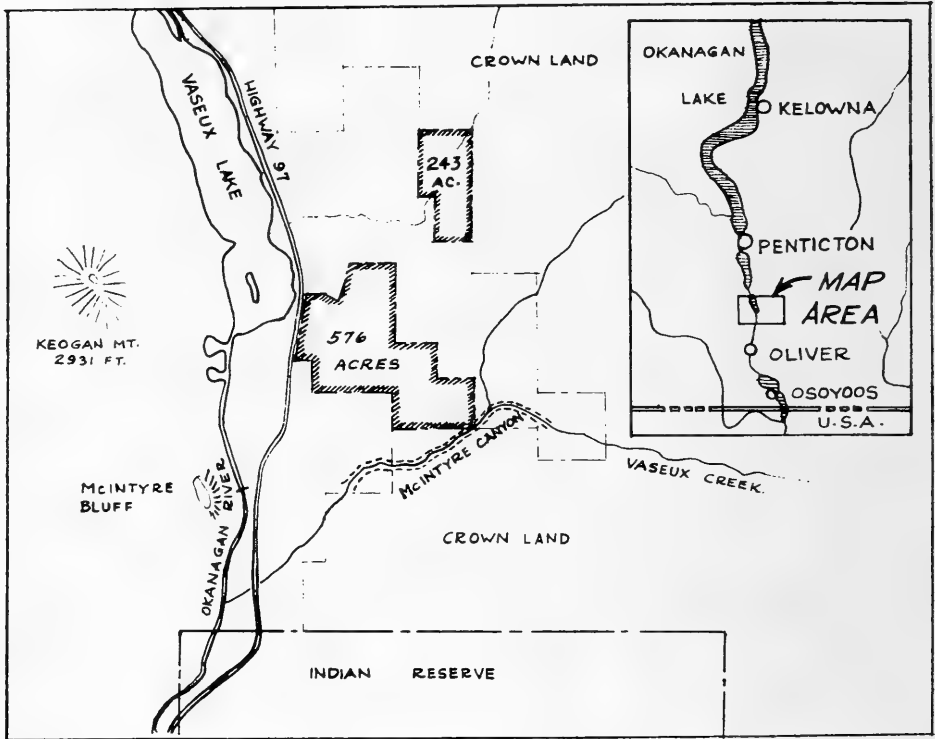 CROWN LAND
VASEUX LAKE
HIGHWAY 97
243
AC.
KEOGAN MT.
2931 FT.
576
ACRES
McINTYRE CANYON
VASEUX CREEK.
McINTYRE
BLUFF
OKANAGAN RIVER
CROWN LAND
INDIAN RESERVE
OKANAGAN
LAKE
KELOWNA
PENTICTON
MAP
AREA
OLIVER
OSOYOOS
U.S.A.